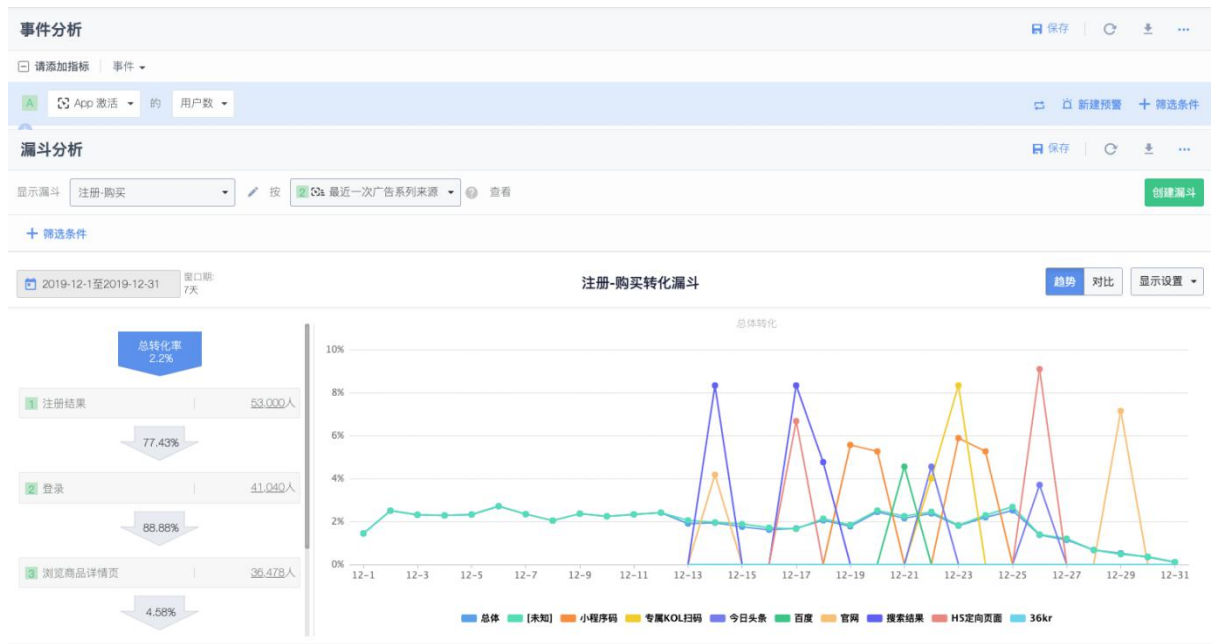 事件分析 保存
请添加指标 事件
A App 激活 的 用户数 新建预警 筛选条件
漏斗分析 保存
显示漏斗 注册-购买 按 2 最近一次广告系列来源 查看 创建漏斗
筛选条件
2019-12-1至2019-12-31 窗口期: 7天 注册-购买转化漏斗 趋势 对比 显示设置
总体转化
总转化率
2.2%
1 注册结果 53,000人
77.43%
2 登录 41,040人
88.88%
3 浏览商品详情页 36,478人
4.58%
10%
8%
6%
4%
2%
0%
12-1 12-3 12-5 12-7 12-9 12-11 12-13 12-15 12-17 12-19 12-21 12-23 12-25 12-27 12-29 12-31
总体 [未知] 小程序码 专属KOL扫码 今日头条 百度 官网 搜索结果 H5定向页面 36kr